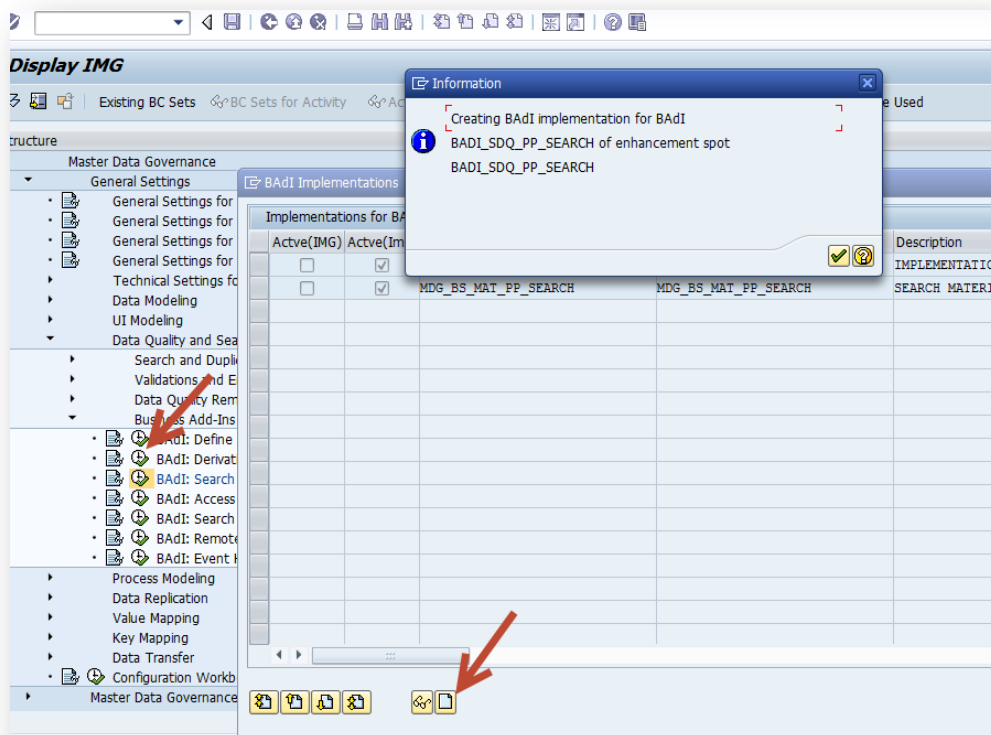 Display IMG
Existing BC Sets
BC Sets for Activity
Used
Structure
Master Data Governance
General Settings
General Settings for
General Settings for
General Settings for
General Settings for
Technical Settings fo
Data Modeling
UI Modeling
Data Quality and Sea
Search and Dupli
Validations and E
Data Quality Rem
Business Add-Ins
BAdI: Define
BAdI: Derivati
BAdI: Search
BAdI: Access
BAdI: Search
BAdI: Remote
BAdI: Event H
Process Modeling
Data Replication
Value Mapping
Key Mapping
Data Transfer
Configuration Workb
Master Data Governance
BAdI Implementations
Implementations for BA
Actve(IMG) Actve(Im
Description
IMPLEMENTATIO
MDG_BS_MAT_PP_SEARCH MDG_BS_MAT_PP_SEARCH SEARCH MATERI
Information
Creating BAdI implementation for BAdI
BADI_SDQ_PP_SEARCH of enhancement spot
BADI_SDQ_PP_SEARCH